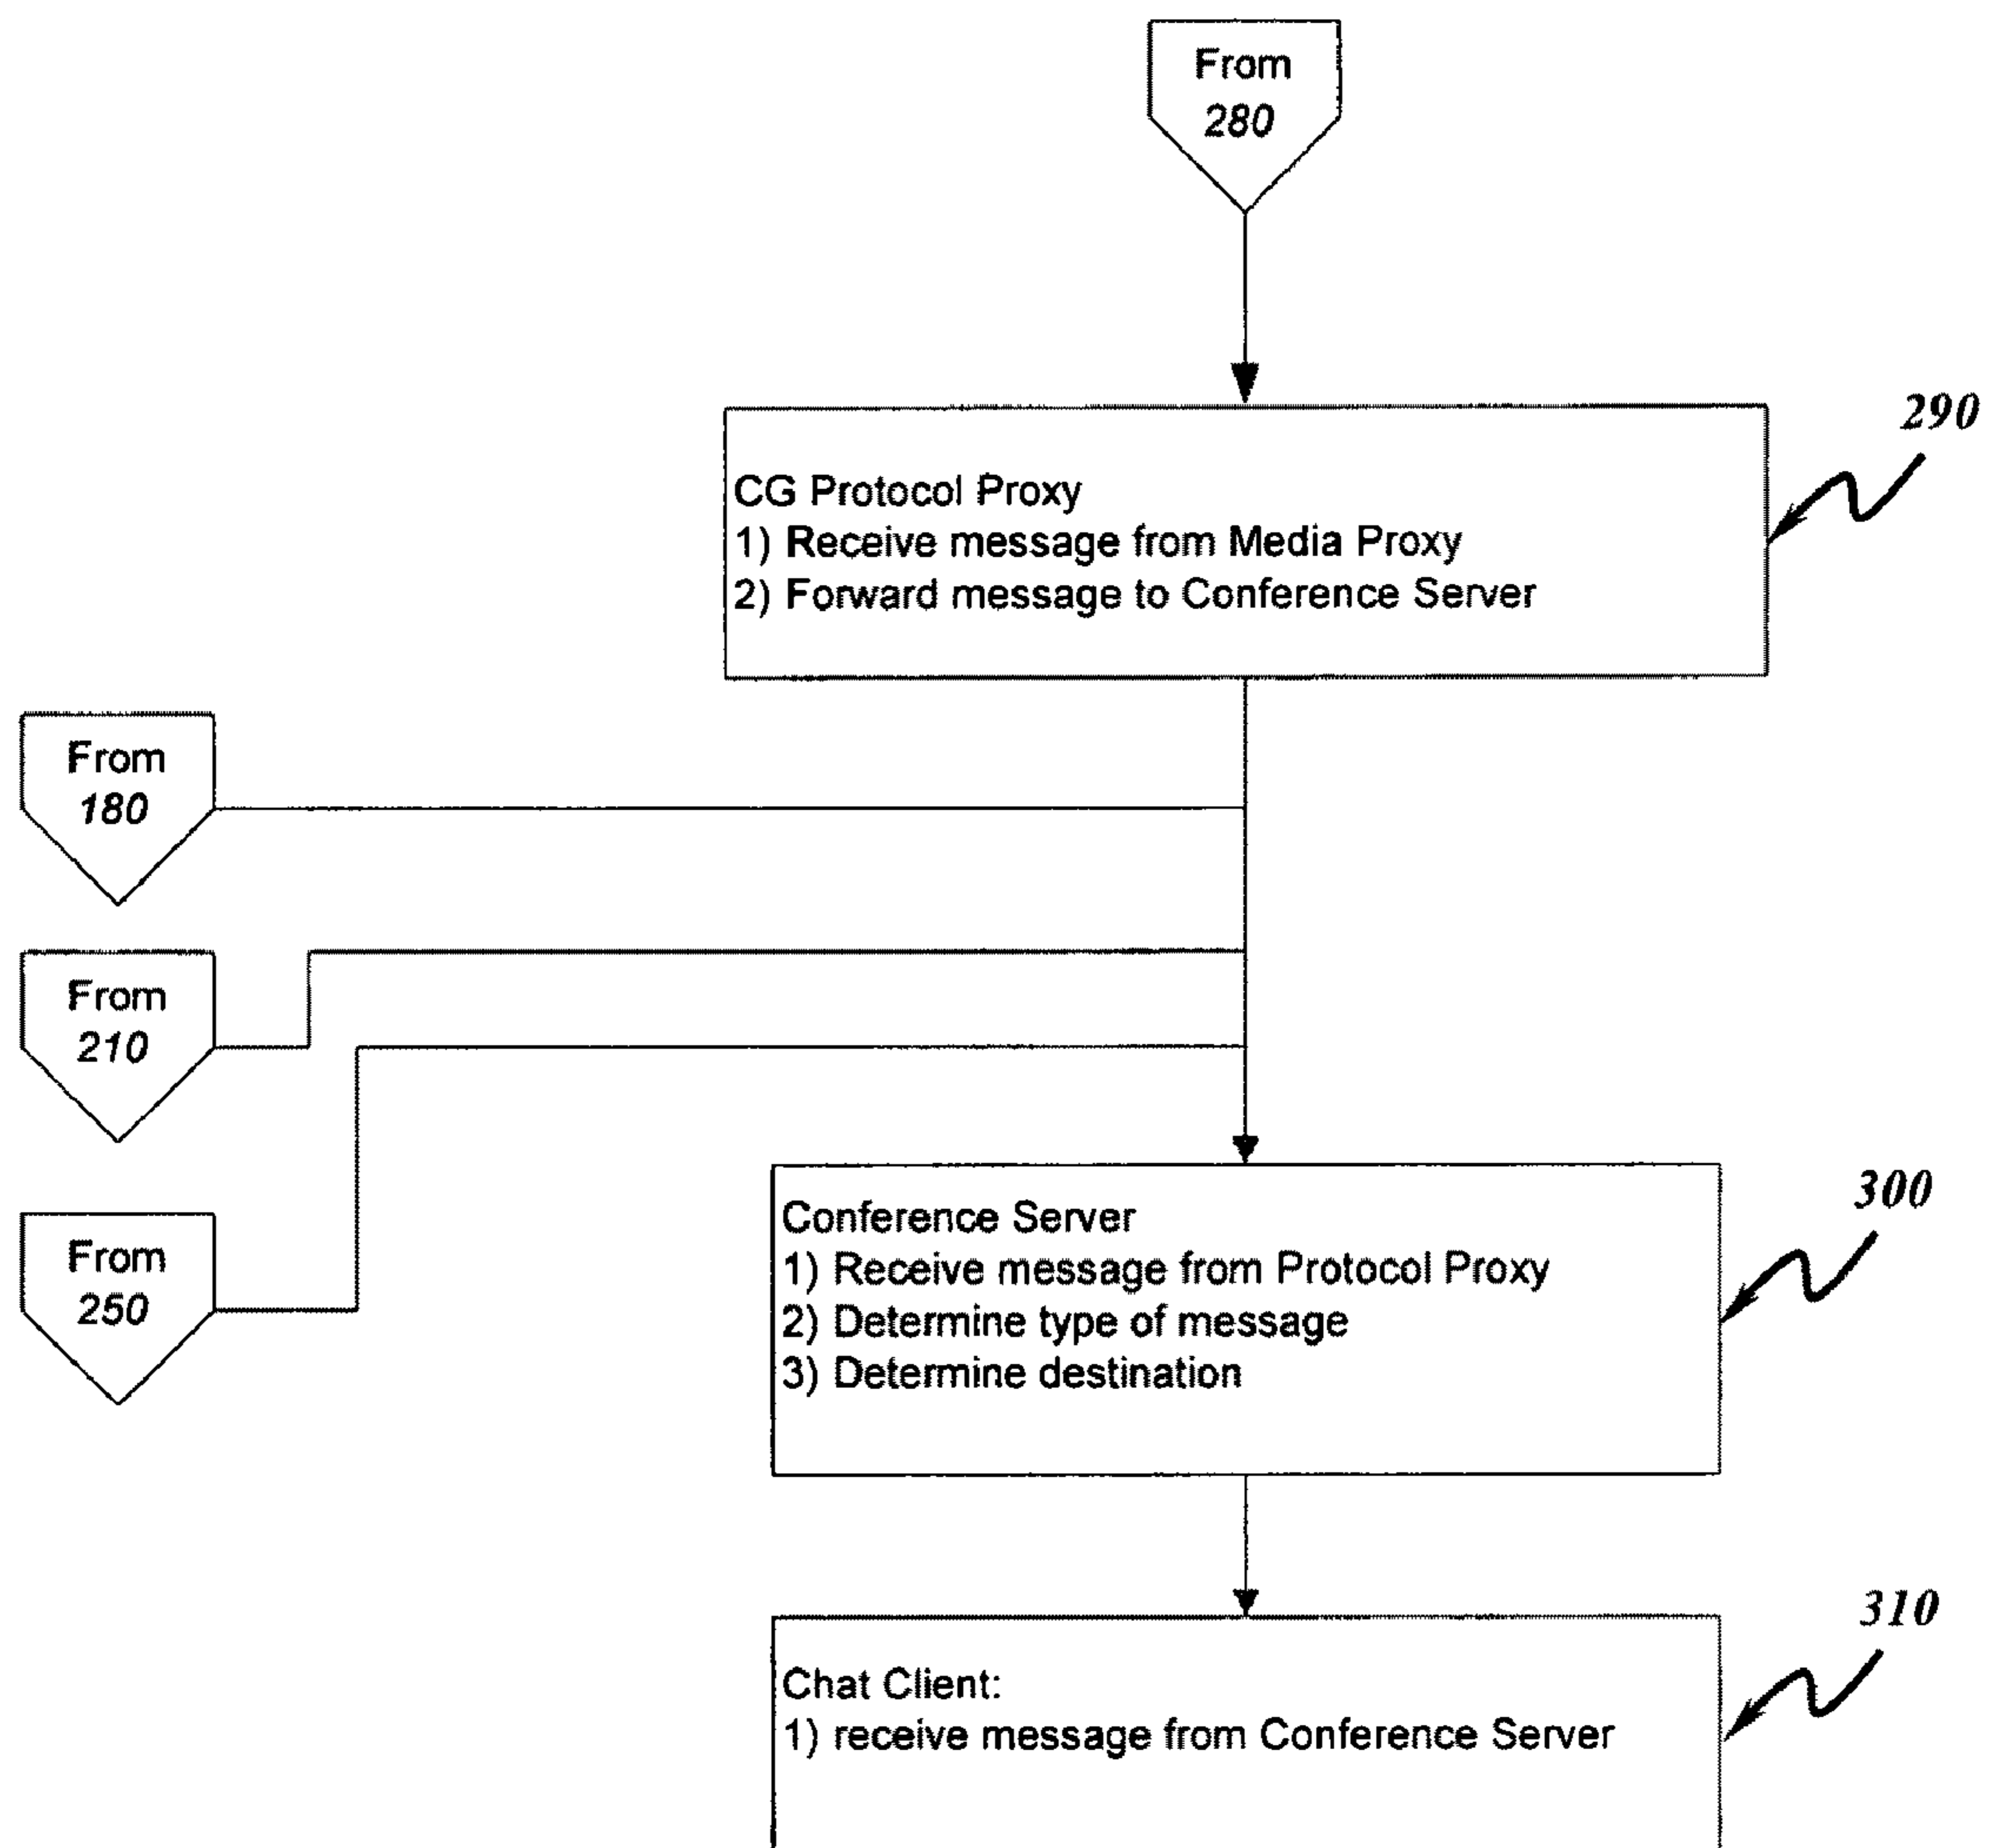 From
280
290
CG Protocol Proxy
1) Receive message from Media Proxy
2) Forward message to Conference Server
From
180
From
210
From
250
300
Conference Server
1) Receive message from Protocol Proxy
2) Determine type of message
3) Determine destination
310
Chat Client:
1) receive message from Conference Server